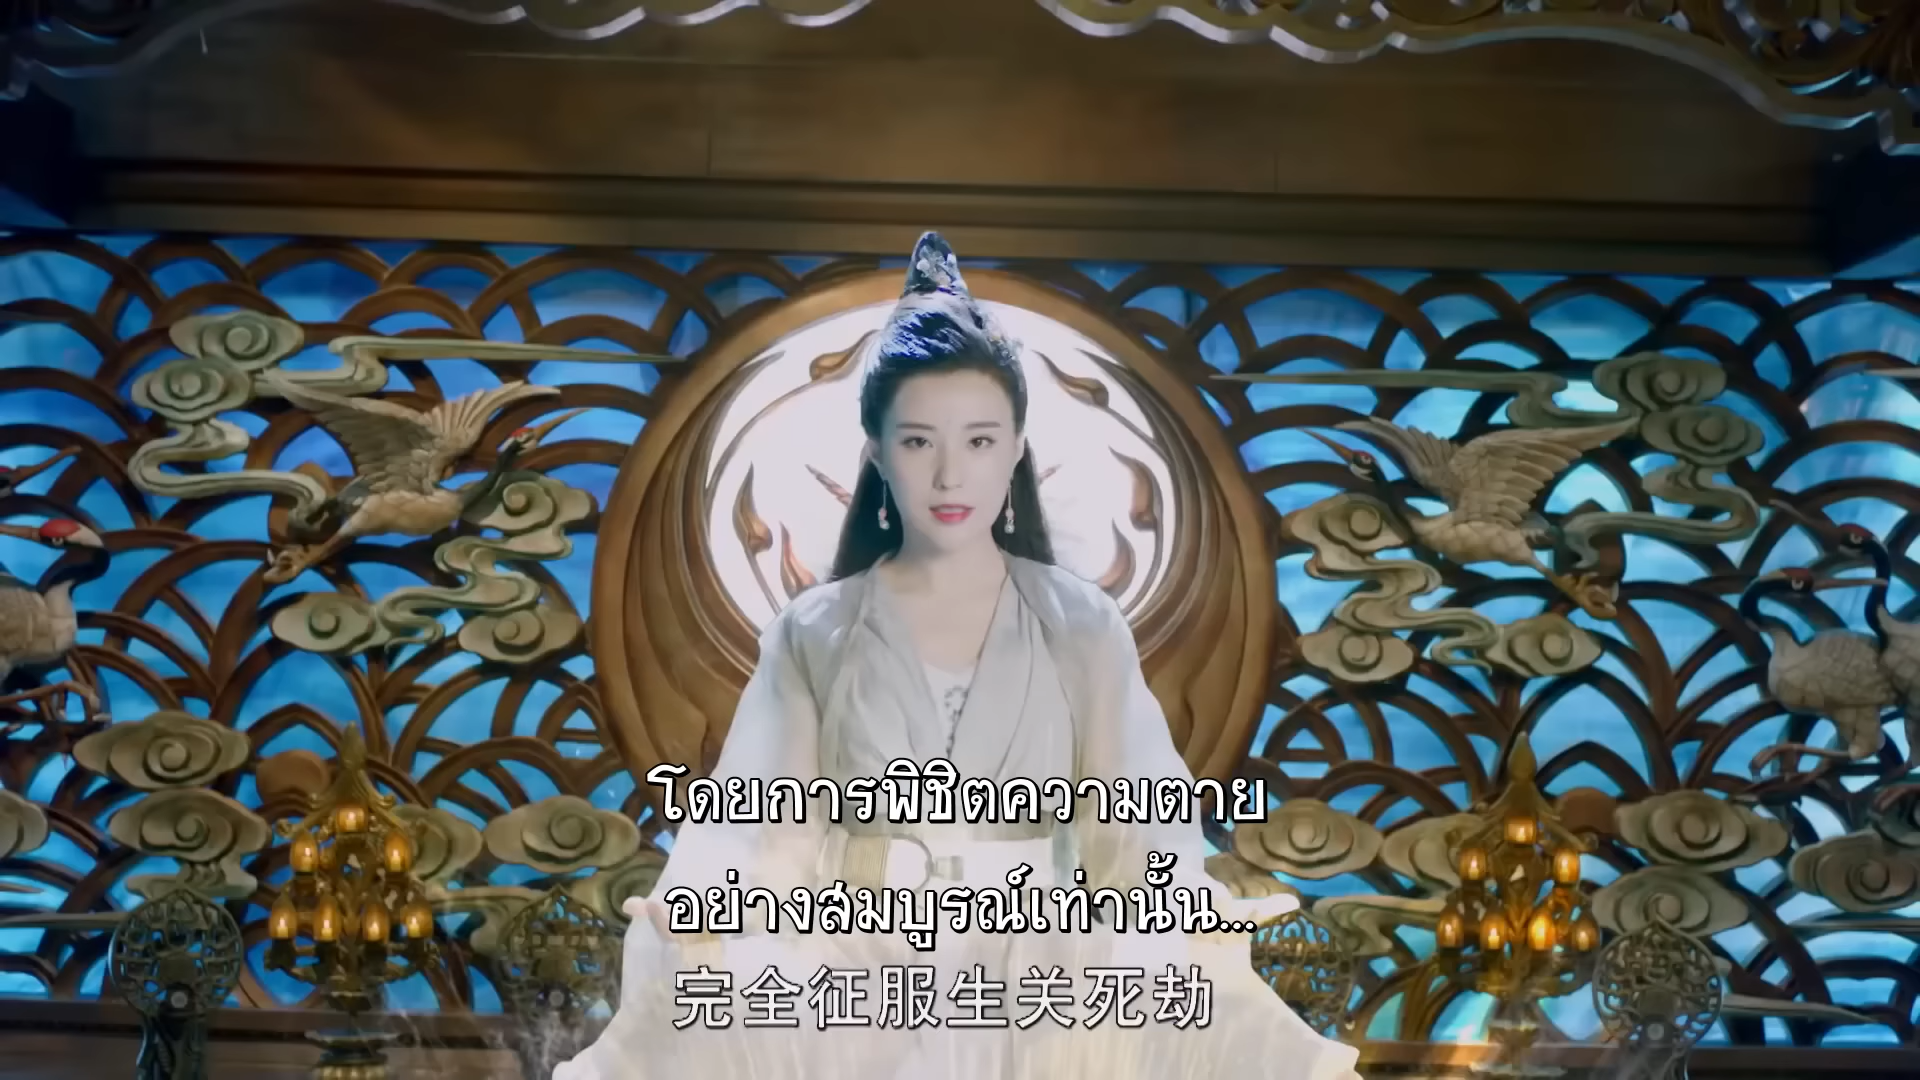 โดยการพิชิตความตาย
อย่างสมบูรณ์เท่านั้น...
完全征服生关死劫